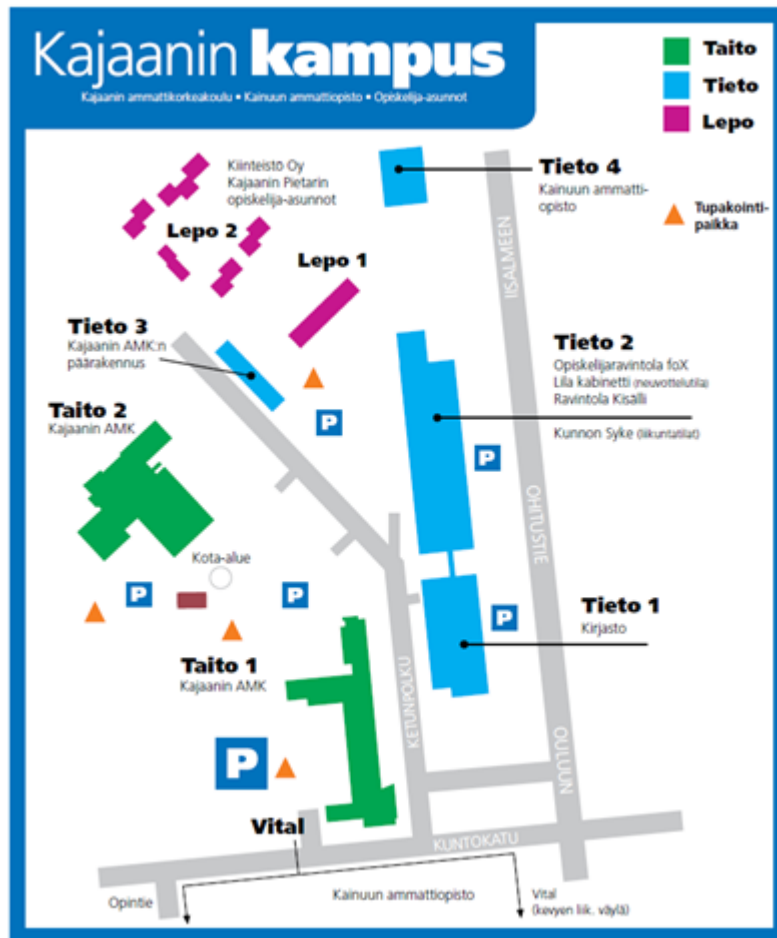 Kajaanin kampus
Kajaanin ammattikorkeakoulu • Kainuun ammattiopisto • Opiskelija-asunnot
Taito
Tieto
Lepo
Kiinteistö Oy
Kajaanin Pietarin
opiskelija-asunnot
Tieto 4
Kainuun ammatti-
opisto
Tupakointi-
paikka
Lepo 2
Lepo 1
IISALMEEN
Tieto 3
Kajaanin AMK:n
päärakennus
Tieto 2
Opiskelijaravintola foX
Lila kabinetti (neuvottelutila)
Ravintola Kisälli
Kunnon Syke (liikuntatilat)
Taito 2
Kajaanin AMK
P
P
OHITUSTIE
Kota-alue
P
P
P
Tieto 1
Kirjasto
Taito 1
Kajaanin AMK
KETUNPOLKU
P
OULUUN
Vital
KUNTOKATU
Opintie
Kainuun ammattiopisto
Vital
(kevyen liik. väylä)